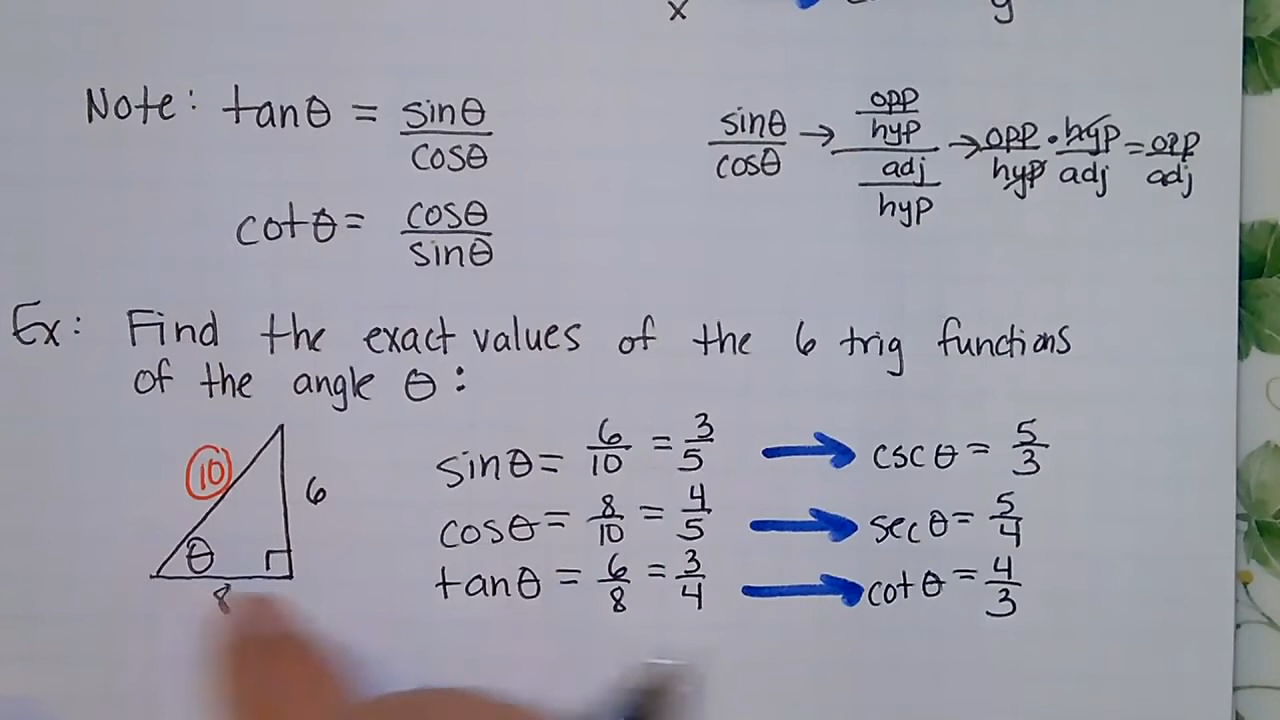 x y
Note: tanθ = sinθ/cosθ
sinθ/cosθ → (opp/hyp)/(adj/hyp) → opp/hyp · hyp/adj = opp/adj
cotθ = cosθ/sinθ
Ex: Find the exact values of the 6 trig functions
of the angle θ:
10
6
θ
8
sinθ = 6/10 = 3/5 → cscθ = 5/3
cosθ = 8/10 = 4/5 → secθ = 5/4
tanθ = 6/8 = 3/4 → cotθ = 4/3